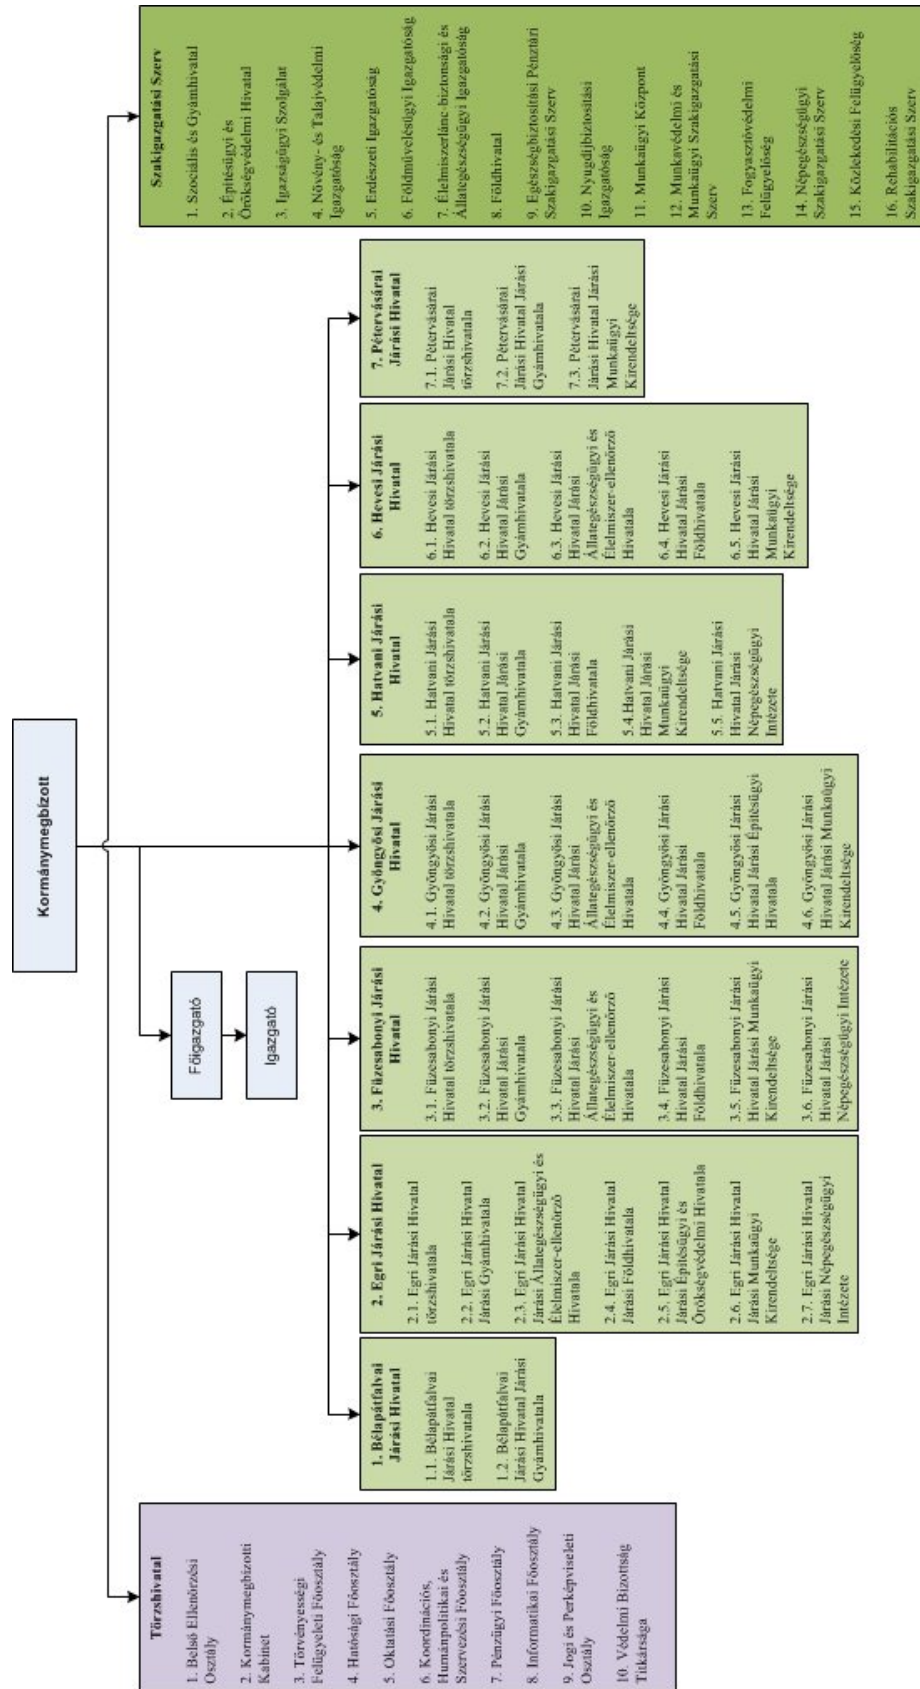 Kormánymegbízott
Főigazgató
Igazgató
Törzshivatal
1. Belső Ellenőrzési
Osztály
2. Kormánymegbízotti
Kabinet
3. Törvényességi
Felügyeleti Főosztály
4. Hatósági Főosztály
5. Oktatási Főosztály
6. Koordinációs,
Humánpolitikai és
Szervezési Főosztály
7. Pénzügyi Főosztály
8. Informatikai Főosztály
9. Jogi és Perképviseleti
Osztály
10. Védelmi Bizottság
Titkársága
1. Bélapátfalvai
Járási Hivatal
1.1. Bélapátfalvai
Járási Hivatal
törzshivatala
1.2. Bélapátfalvai
Járási Hivatal Járási
Gyámhivatala
2. Egri Járási Hivatal
2.1. Egri Járási Hivatal
törzshivatala
2.2. Egri Járási Hivatal
Járási Gyámhivatala
2.3. Egri Járási Hivatal
Járási Állategészségügyi és
Élelmiszer-ellenőrző
Hivatala
2.4. Egri Járási Hivatal
Járási Földhivatala
2.5. Egri Járási Hivatal
Járási Építésügyi és
Örökségvédelmi Hivatala
2.6. Egri Járási Hivatal
Járási Munkaügyi
Kirendeltsége
2.7. Egri Járási Hivatal
Járási Népegészségügyi
Intézete
3. Füzesabonyi Járási
Hivatal
3.1. Füzesabonyi Járási
Hivatal törzshivatala
3.2. Füzesabonyi Járási
Hivatal Járási
Gyámhivatala
3.3. Füzesabonyi Járási
Hivatal Járási
Állategészségügyi és
Élelmiszer-ellenőrző
Hivatala
3.4. Füzesabonyi Járási
Hivatal Járási
Földhivatala
3.5. Füzesabonyi Járási
Hivatal Járási Munkaügyi
Kirendeltsége
3.6. Füzesabonyi Járási
Hivatal Járási
Népegészségügyi Intézete
4. Gyöngyösi Járási
Hivatal
4.1. Gyöngyösi Járási
Hivatal törzshivatala
4.2. Gyöngyösi Járási
Hivatal Járási
Gyámhivatala
4.3. Gyöngyösi Járási
Hivatal Járási
Állategészségügyi és
Élelmiszer-ellenőrző
Hivatala
4.4. Gyöngyösi Járási
Hivatal Járási
Földhivatala
4.5. Gyöngyösi Járási
Hivatal Járási Építésügyi
Hivatala
4.6. Gyöngyösi Járási
Hivatal Járási Munkaügyi
Kirendeltsége
5. Hatvani Járási
Hivatal
5.1. Hatvani Járási
Hivatal törzshivatala
5.2. Hatvani Járási
Hivatal Járási
Gyámhivatala
5.3. Hatvani Járási
Hivatal Járási
Földhivatala
5.4.Hatvani Járási
Hivatal Járási
Munkaügyi
Kirendeltsége
5.5. Hatvani Járási
Hivatal Járási
Népegészségügyi
Intézete
6. Hevesi Járási
Hivatal
6.1. Hevesi Járási
Hivatal törzshivatala
6.2. Hevesi Járási
Hivatal Járási
Gyámhivatala
6.3. Hevesi Járási
Hivatal Járási
Állategészségügyi és
Élelmiszer-ellenőrző
Hivatala
6.4. Hevesi Járási
Hivatal Járási
Földhivatala
6.5. Hevesi Járási
Hivatal Járási
Munkaügyi
Kirendeltsége
7. Pétervásárai
Járási Hivatal
7.1. Pétervásárai
Járási Hivatal
törzshivatala
7.2. Pétervásárai
Járási Hivatal Járási
Gyámhivatala
7.3. Pétervásárai
Járási Hivatal Járási
Munkaügyi
Kirendeltsége
Szakigazgatási Szerv
1. Szociális és Gyámhivatal
2. Építésügyi és
Örökségvédelmi Hivatal
3. Igazságügyi Szolgálat
4. Növény- és Talajvédelmi
Igazgatóság
5. Erdészeti Igazgatóság
6. Földművelésügyi Igazgatóság
7. Élelmiszerlánc-biztonsági és
Állategészségügyi Igazgatóság
8. Földhivatal
9. Egészségbiztosítási Pénztári
Szakigazgatási Szerv
10. Nyugdíjbiztosítási
Igazgatóság
11. Munkaügyi Központ
12. Munkavédelmi és
Munkaügyi Szakigazgatási
Szerv
13. Fogyasztóvédelmi
Felügyelőség
14. Népegészségügyi
Szakigazgatási Szerv
15. Közlekedési Felügyelőség
16. Rehabilitációs
Szakigazgatási Szerv